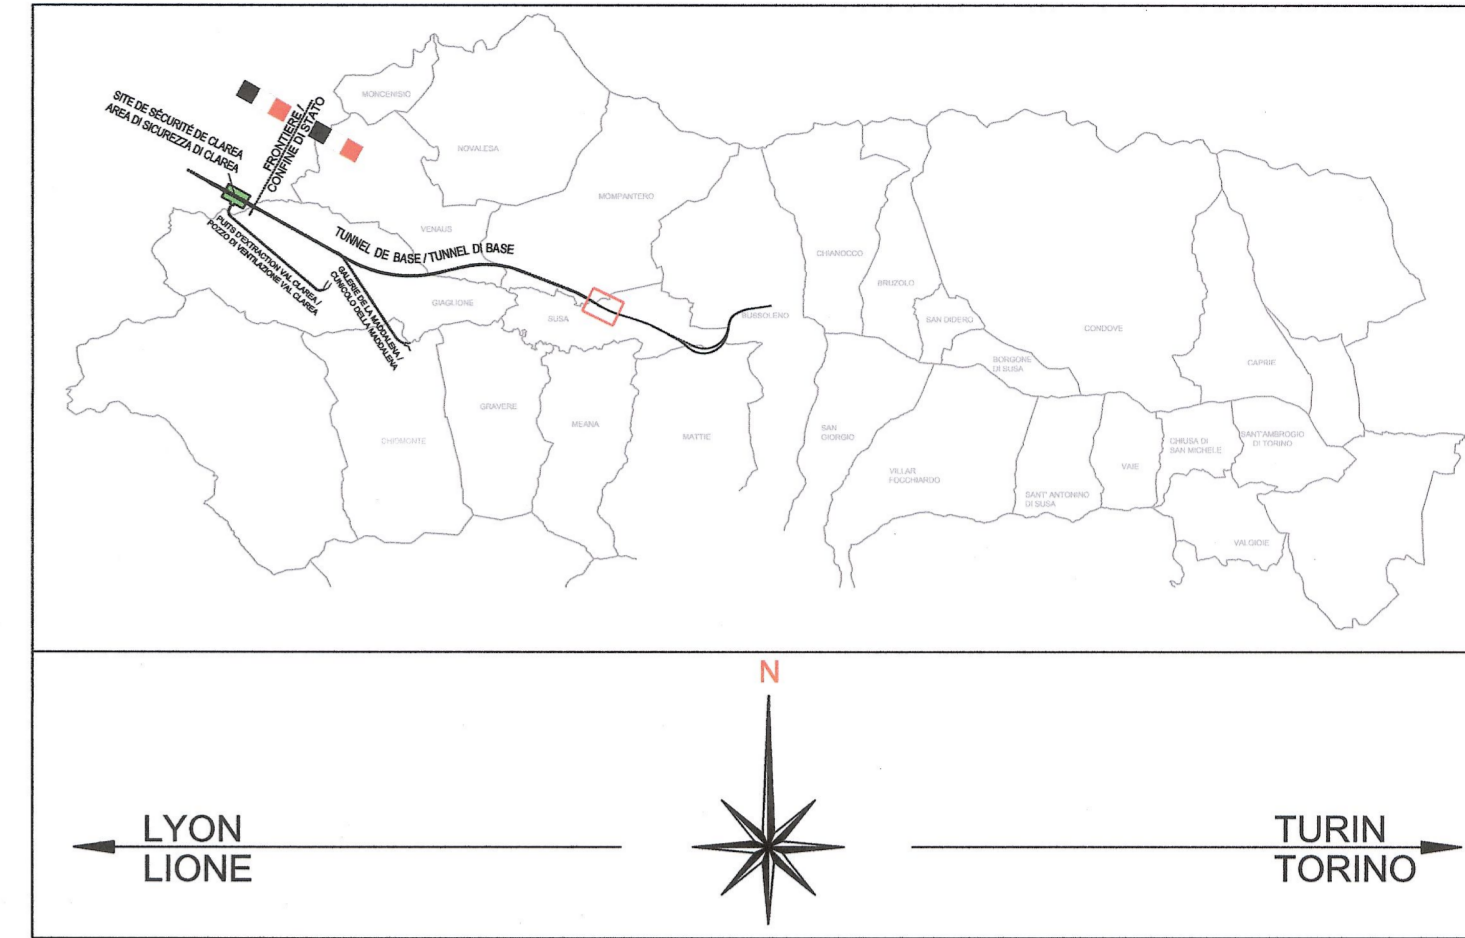 MONCENISIO
SITE DE SÉCURITÉ DE CLAREA
AREA DI SICUREZZA DI CLAREA
FRONTIERE /
CONFINE DI STATO
NOVALESA
MOMPANTERO
VENAUS
TUNNEL DE BASE / TUNNEL DI BASE
PUITS D'EXTRACTION VAL CLAREA /
POZZO DI VENTILAZIONE VAL CLAREA
GALERIE DE LA MADDALENA /
CUNICOLO DELLA MADDALENA
CHIANOCCO
BRUZOLO
GIAGLIONE
SUSA
BUSSOLENO
SAN DIDERO
CONDOVE
BORGONE
DI SUSA
CAPRIE
GRAVERE
MEANA
MATTIE
CHIOMONTE
SAN
GIORGIO
VILLAR
FOCCHIARDO
SANT' ANTONINO
DI SUSA
VAIE
CHIUSA DI
SAN MICHELE
SANT'AMBROGIO
DI TORINO
VALGIOIE
N
LYON
LIONE
TURIN
TORINO